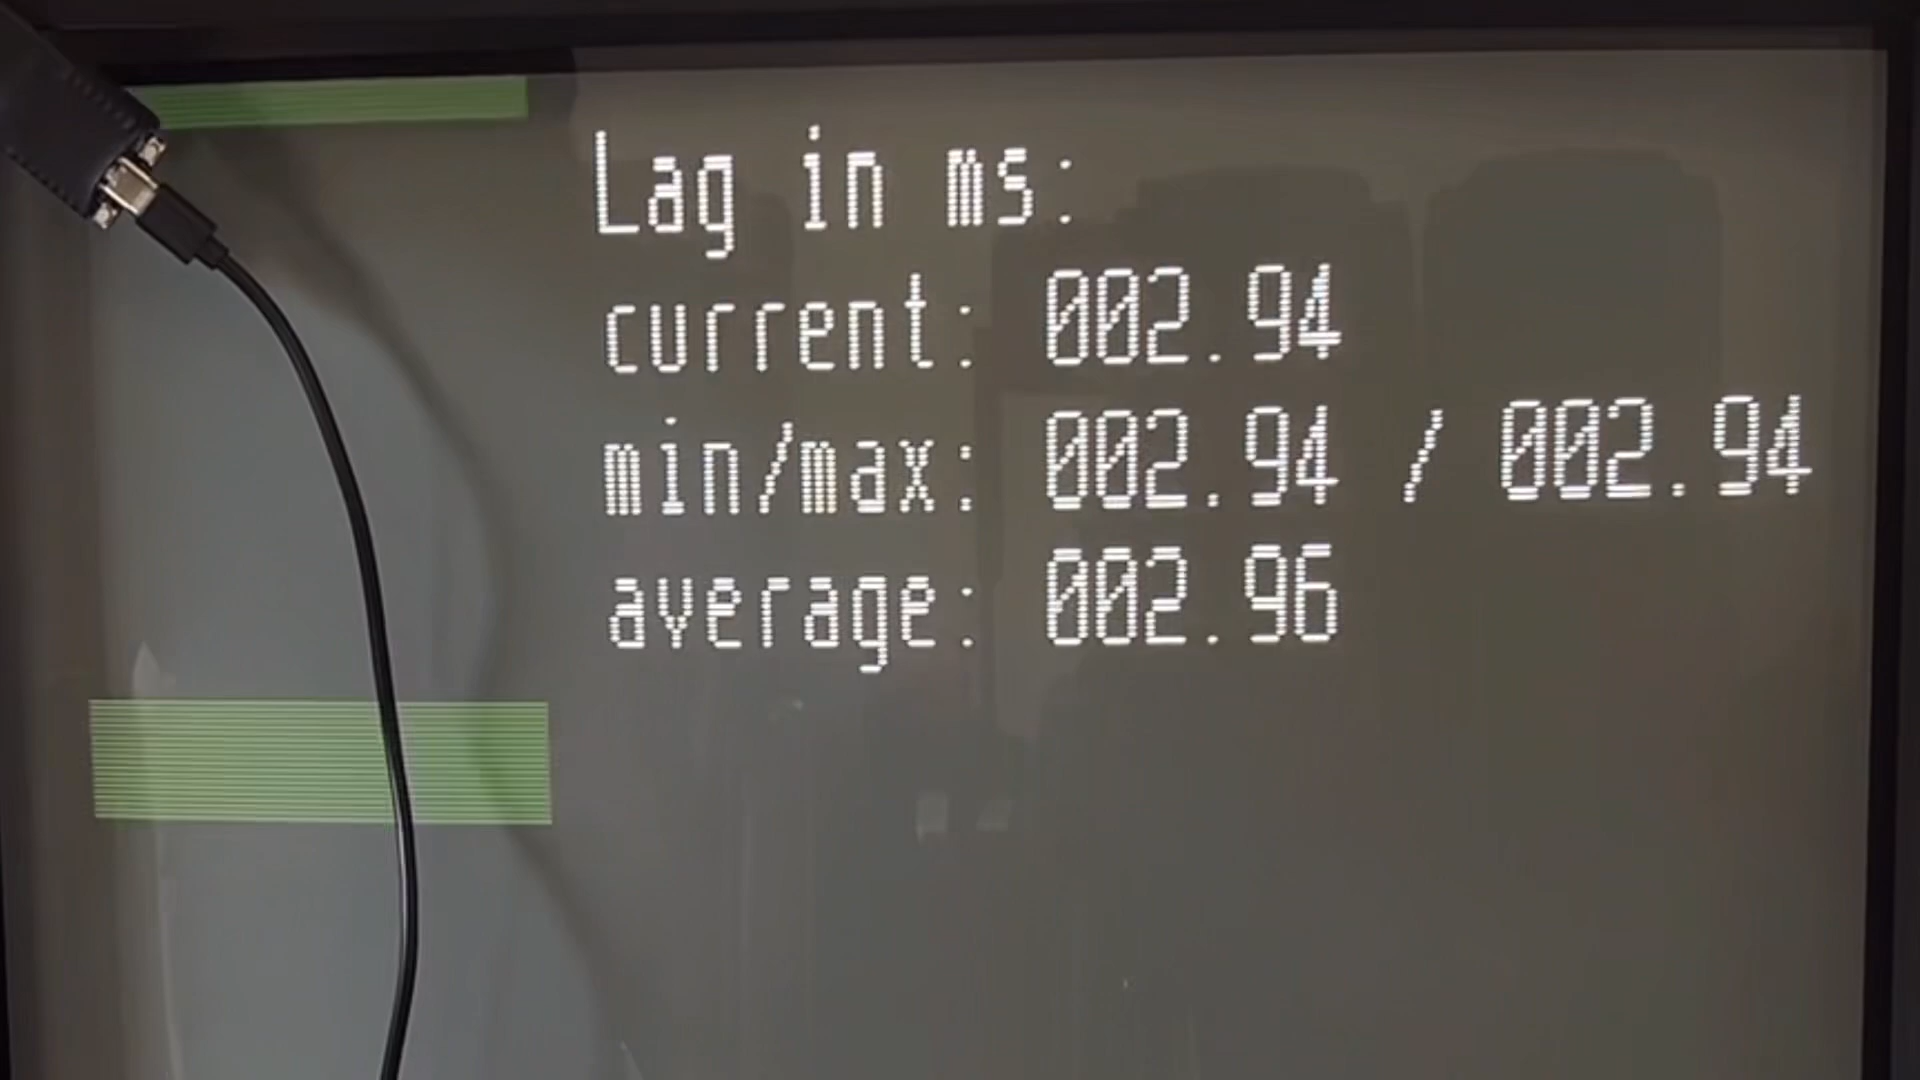 Lag in ms:
current: 002.94
min/max: 002.94 / 002.94
average: 002.96